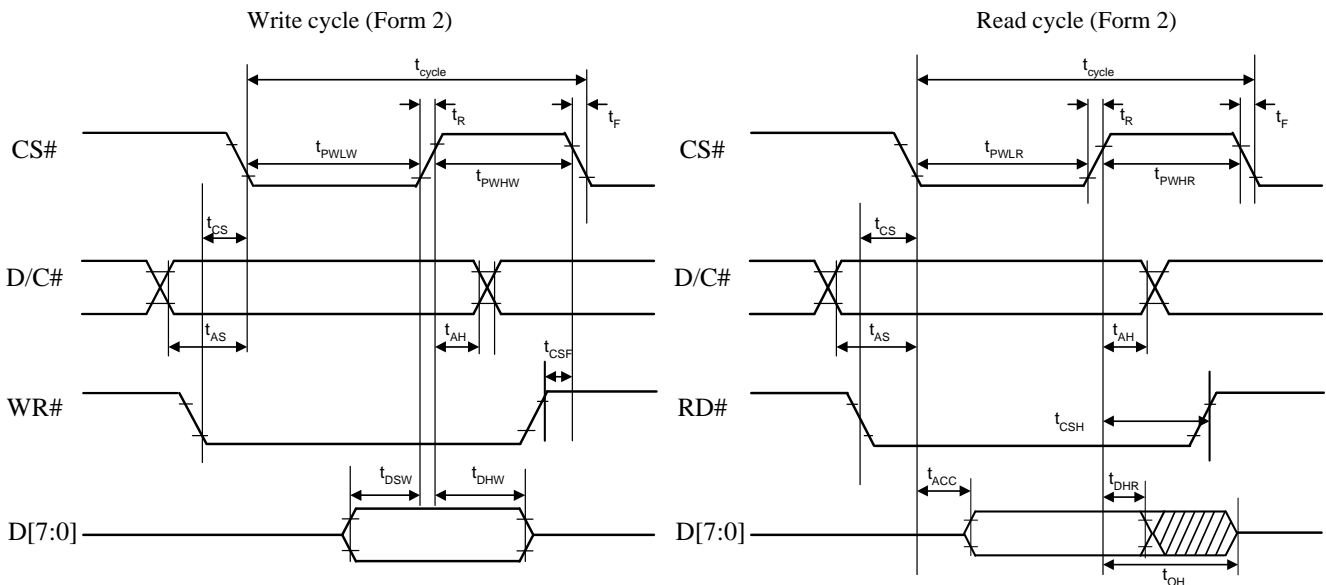 Write cycle (Form 2)
tcycle
tR
tF
CS#
tPWLW
tPWHW
tCS
D/C#
tAS
tAH
tCSF
WR#
tDSW
tDHW
D[7:0]
Read cycle (Form 2)
tcycle
tR
tF
CS#
tPWLR
tPWHR
tCS
D/C#
tAS
tAH
RD#
tCSH
tACC
tDHR
D[7:0]
tOH